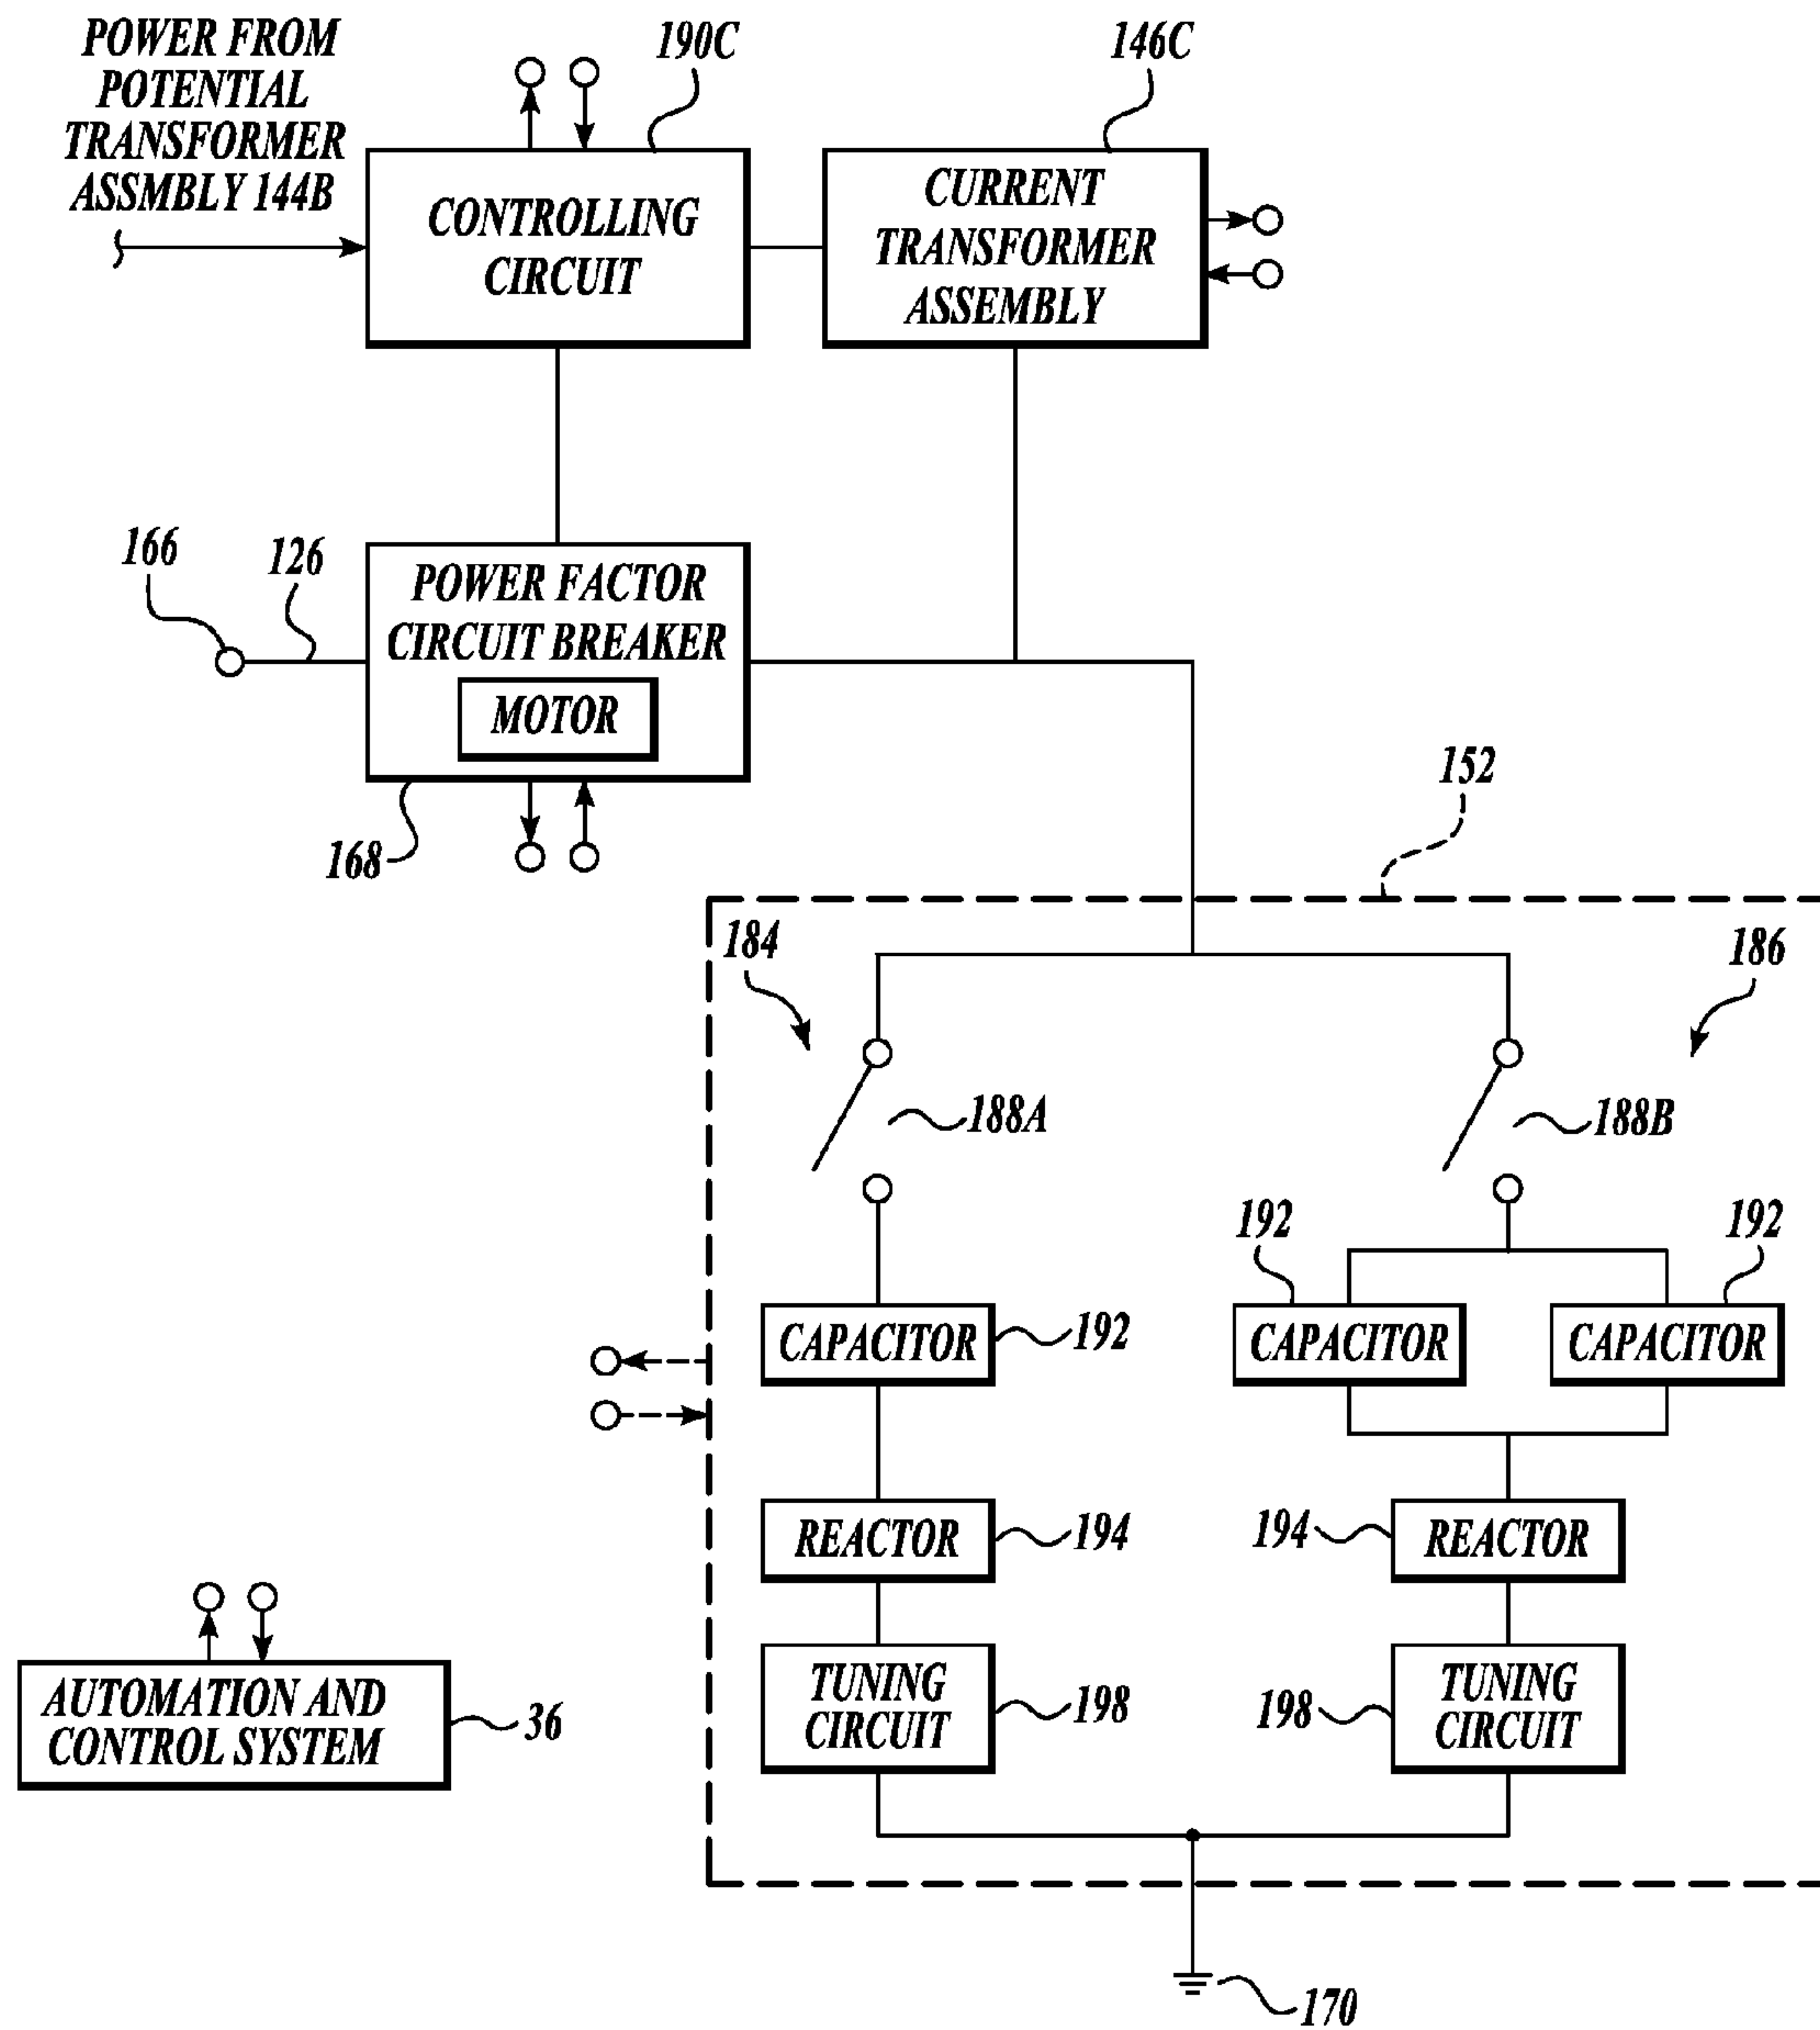 POWER FROM
POTENTIAL
TRANSFORMER
ASSMBLY 144B
190C
146C
CONTROLLING
CIRCUIT
CURRENT
TRANSFORMER
ASSEMBLY
166
126
POWER FACTOR
CIRCUIT BREAKER
MOTOR
168
152
184
186
188A
188B
192
192
CAPACITOR
192
CAPACITOR
CAPACITOR
REACTOR
194
194
REACTOR
TUNING
CIRCUIT
198
198
TUNING
CIRCUIT
AUTOMATION AND
CONTROL SYSTEM
36
170